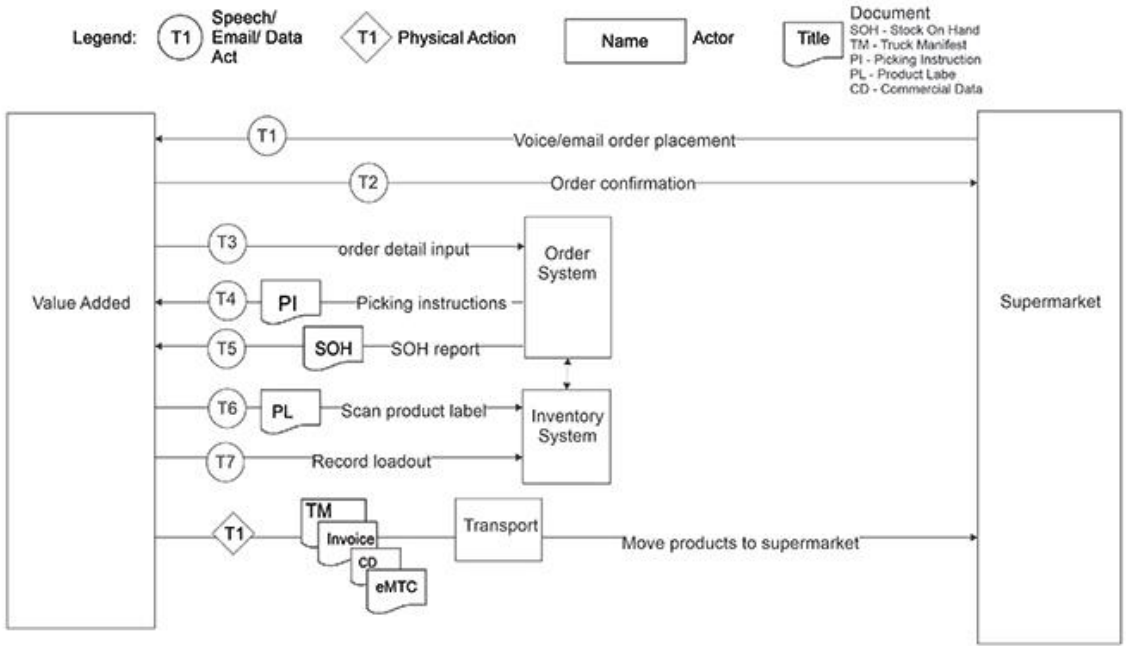 Legend:
T1
Speech/
Email/ Data
Act
T1
Physical Action
Name
Actor
Title
Document
SOH - Stock On Hand
TM - Truck Manifest
PI - Picking Instruction
PL - Product Labe
CD - Commercial Data
Value Added
Supermarket
T1
Voice/email order placement
T2
Order confirmation
T3
order detail input
Order
System
T4
PI
Picking instructions
T5
SOH
SOH report
T6
PL
Scan product label
Inventory
System
T7
Record loadout
T1
TM
Invoice
CD
eMTC
Transport
Move products to supermarket